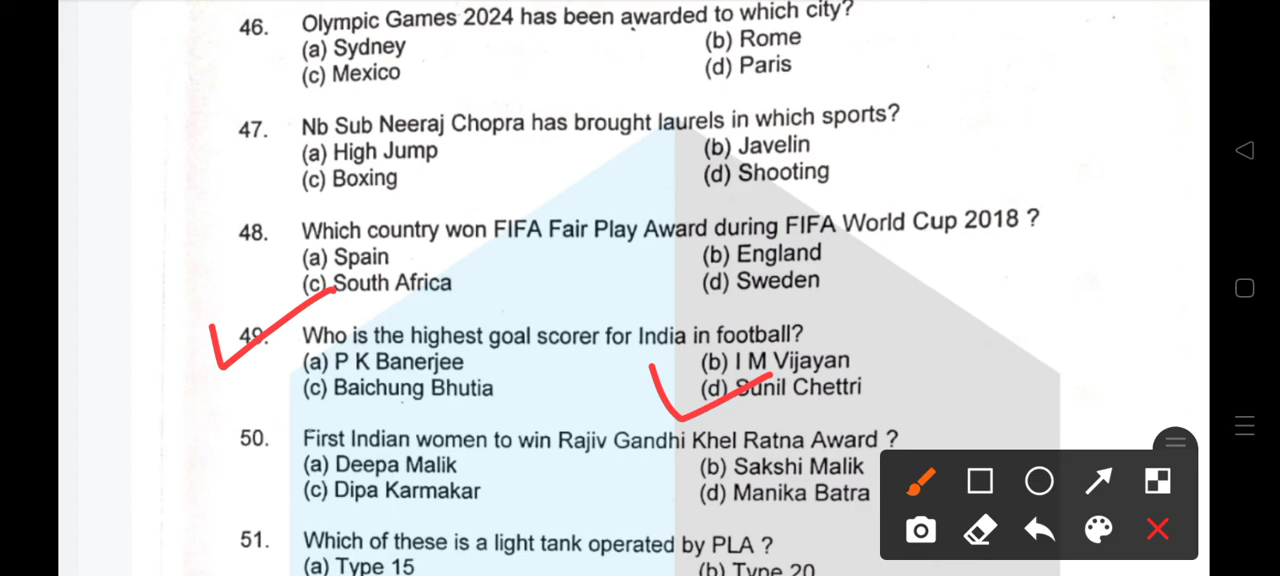 46. Olympic Games 2024 has been awarded to which city?
(a) Sydney (b) Rome
(c) Mexico (d) Paris
47. Nb Sub Neeraj Chopra has brought laurels in which sports?
(a) High Jump (b) Javelin
(c) Boxing (d) Shooting
48. Which country won FIFA Fair Play Award during FIFA World Cup 2018 ?
(a) Spain (b) England
(c) South Africa (d) Sweden
49. Who is the highest goal scorer for India in football?
(a) P K Banerjee (b) I M Vijayan
(c) Baichung Bhutia (d) Sunil Chettri
50. First Indian women to win Rajiv Gandhi Khel Ratna Award ?
(a) Deepa Malik (b) Sakshi Malik
(c) Dipa Karmakar (d) Manika Batra
51. Which of these is a light tank operated by PLA ?
(a) Type 15 (b) Type 20